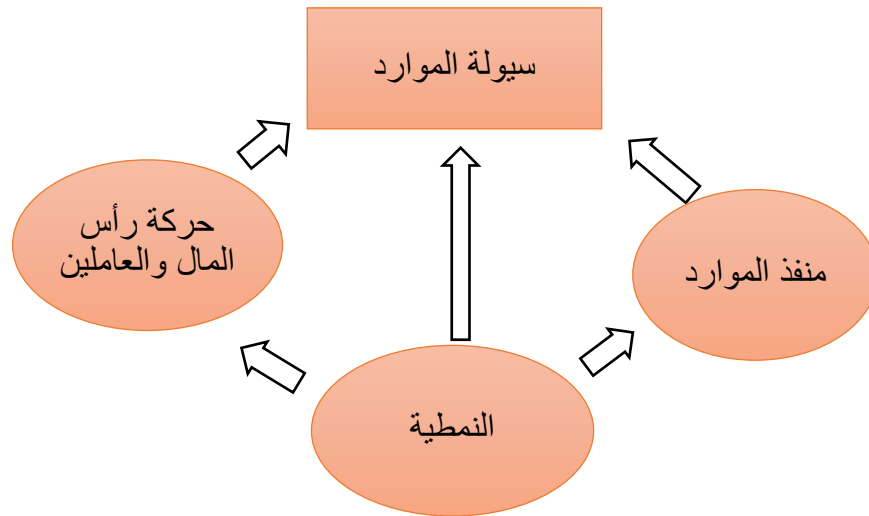 سيولة الموارد
حركة رأس
المال والعاملين
منفذ الموارد
النمطية